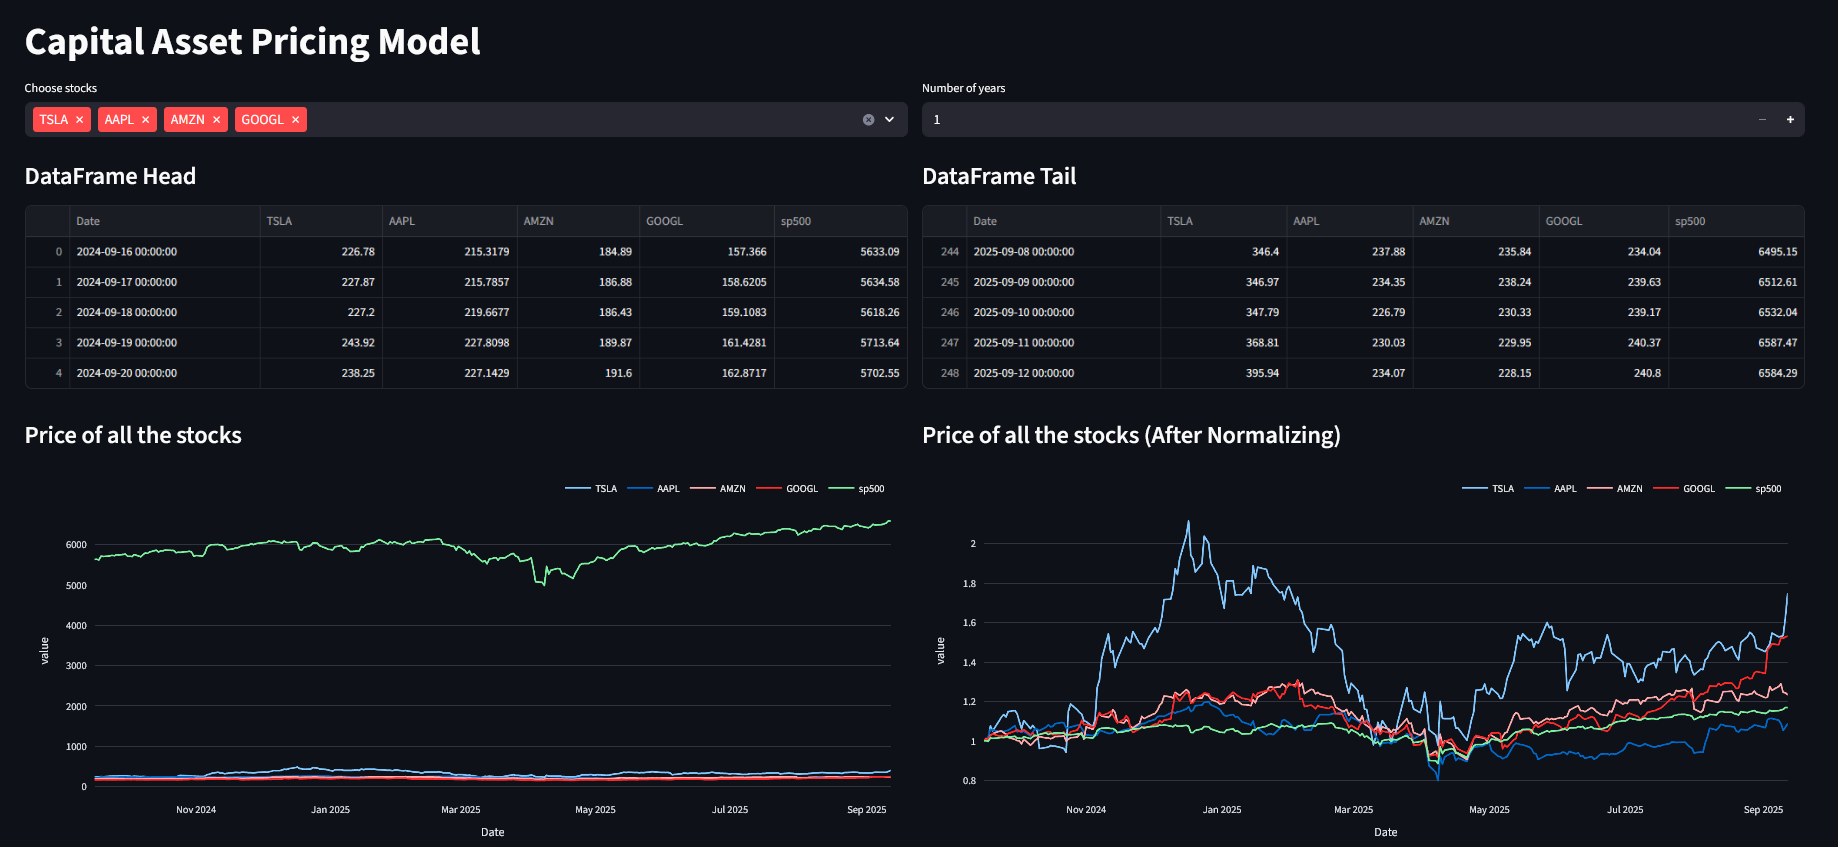 Capital Asset Pricing Model
Choose stocks
TSLA × AAPL × AMZN × GOOGL ×
Number of years
1 − +
DataFrame Head
Date TSLA AAPL AMZN GOOGL sp500
0 2024-09-16 00:00:00 226.78 215.3179 184.89 157.366 5633.09
1 2024-09-17 00:00:00 227.87 215.7857 186.88 158.6205 5634.58
2 2024-09-18 00:00:00 227.2 219.6677 186.43 159.1083 5618.26
3 2024-09-19 00:00:00 243.92 227.8098 189.87 161.4281 5713.64
4 2024-09-20 00:00:00 238.25 227.1429 191.6 162.8717 5702.55
DataFrame Tail
Date TSLA AAPL AMZN GOOGL sp500
244 2025-09-08 00:00:00 346.4 237.88 235.84 234.04 6495.15
245 2025-09-09 00:00:00 346.97 234.35 238.24 239.63 6512.61
246 2025-09-10 00:00:00 347.79 226.79 230.33 239.17 6532.04
247 2025-09-11 00:00:00 368.81 230.03 229.95 240.37 6587.47
248 2025-09-12 00:00:00 395.94 234.07 228.15 240.8 6584.29
Price of all the stocks
TSLA AAPL AMZN GOOGL sp500
6000
5000
4000
3000
2000
1000
0
value
Nov 2024 Jan 2025 Mar 2025 May 2025 Jul 2025 Sep 2025
Date
Price of all the stocks (After Normalizing)
TSLA AAPL AMZN GOOGL sp500
2
1.8
1.6
1.4
1.2
1
0.8
value
Nov 2024 Jan 2025 Mar 2025 May 2025 Jul 2025 Sep 2025
Date